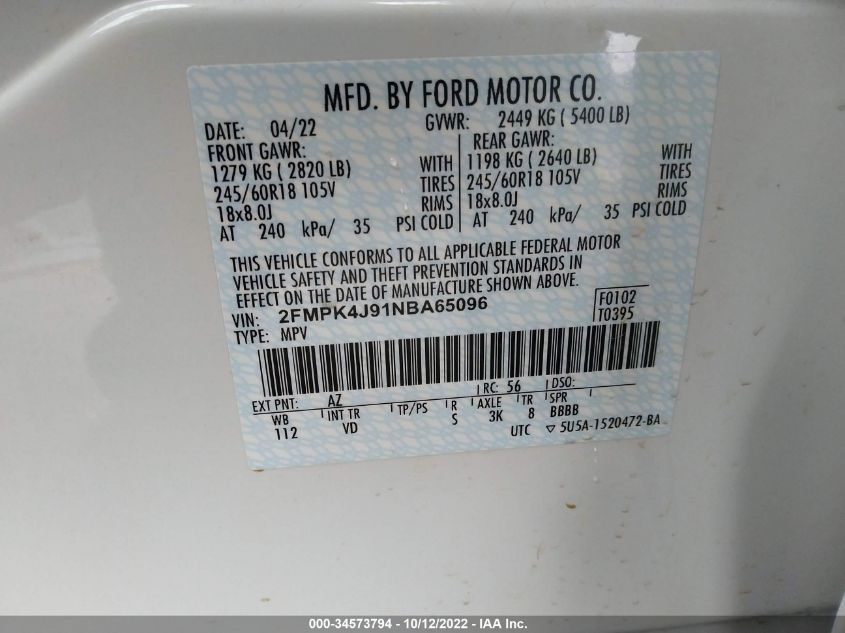 MFD. BY FORD MOTOR CO.
DATE: 04/22 GVWR: 2449 KG ( 5400 LB)
FRONT GAWR: REAR GAWR:
1279 KG ( 2820 LB) WITH 1198 KG ( 2640 LB) WITH
245/60R18 105V TIRES 245/60R18 105V TIRES
18x8.0J RIMS 18x8.0J RIMS
AT 240 kPa/ 35 PSI COLD AT 240 kPa/ 35 PSI COLD
THIS VEHICLE CONFORMS TO ALL APPLICABLE FEDERAL MOTOR
VEHICLE SAFETY AND THEFT PREVENTION STANDARDS IN
EFFECT ON THE DATE OF MANUFACTURE SHOWN ABOVE.
VIN: 2FMPK4J91NBA65096 F0102
TYPE: MPV T0395
EXT PNT: AZ RC: 56 DSO:
WB INT TR TP/PS R AXLE TR SPR
112 VD S 3K 8 BBBB
UTC ▽ 5U5A-1520472-BA
000-34573794 - 10/12/2022 - IAA Inc.